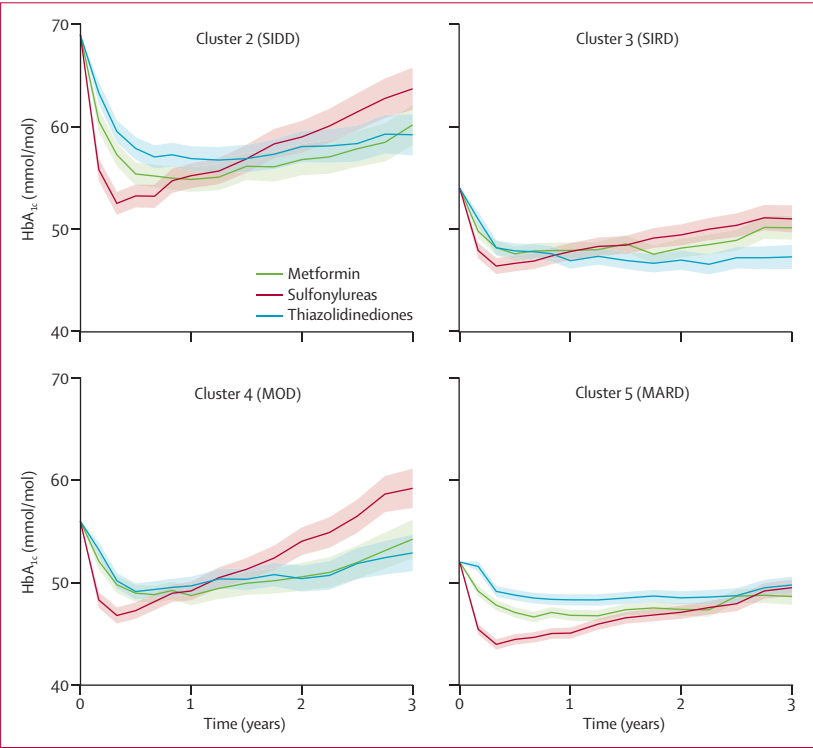 Cluster 2 (SIDD)
Cluster 3 (SIRD)
70
60
50
40
HbA1c (mmol/mol)
Metformin
Sulfonylureas
Thiazolidinediones
Cluster 4 (MOD)
Cluster 5 (MARD)
70
60
50
40
HbA1c (mmol/mol)
0 1 2 3
Time (years)
0 1 2 3
Time (years)